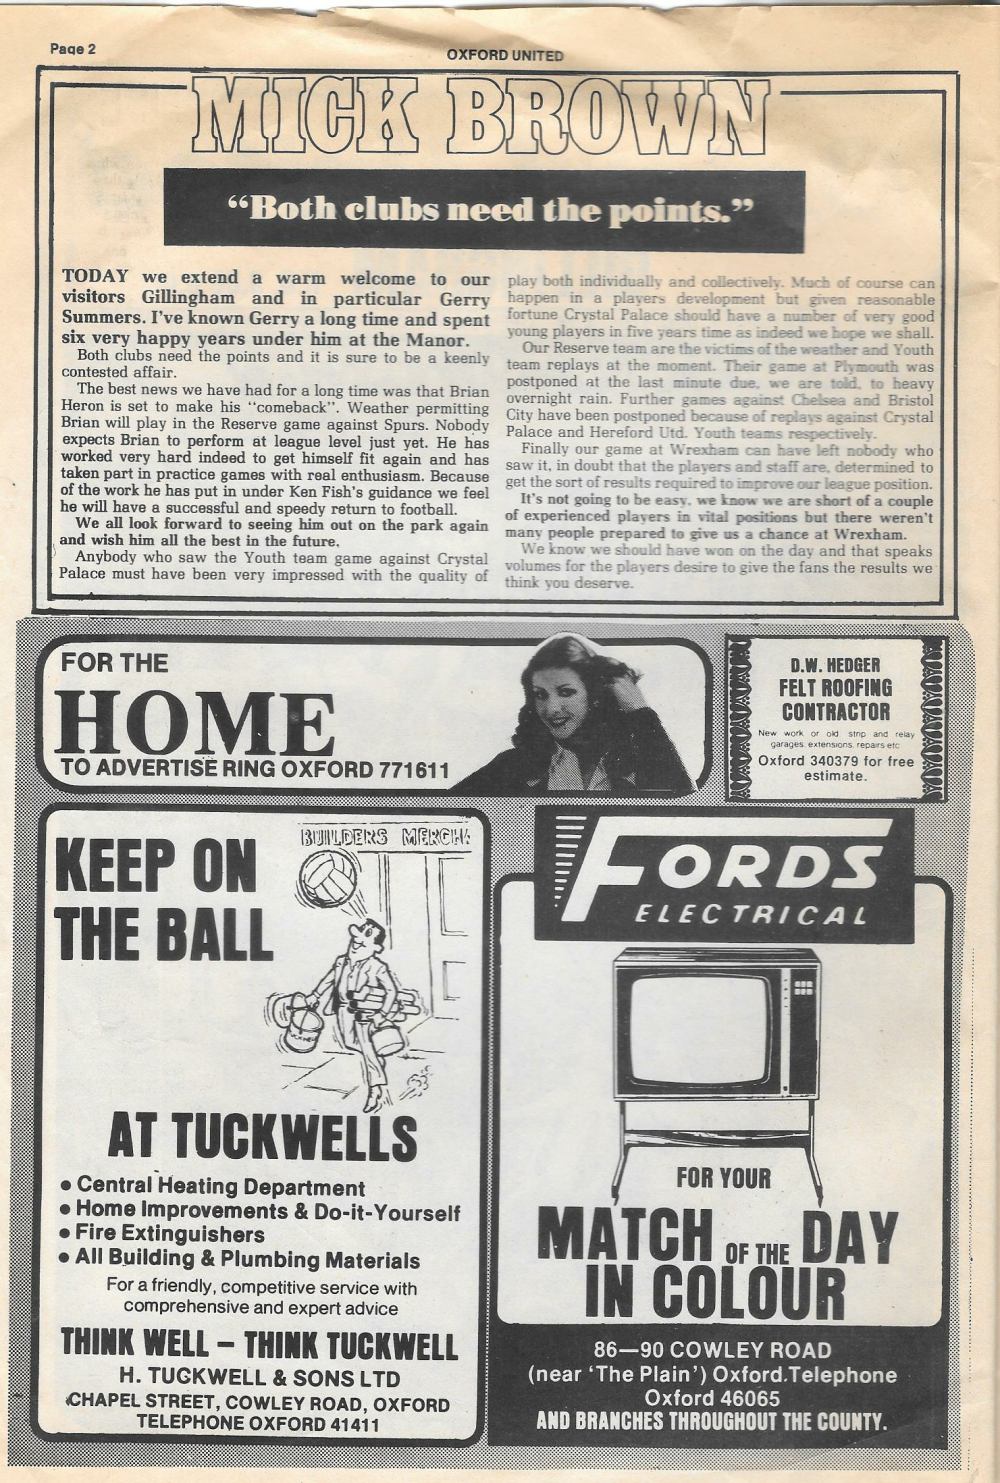 Page 2
OXFORD UNITED
MICK BROWN
“Both clubs need the points.”
TODAY we extend a warm welcome to our
visitors Gillingham and in particular Gerry
Summers. I've known Gerry a long time and spent
six very happy years under him at the Manor.
Both clubs need the points and it is sure to be a keenly
contested affair.
The best news we have had for a long time was that Brian
Heron is set to make his “comeback”. Weather permitting
Brian will play in the Reserve game against Spurs. Nobody
expects Brian to perform at league level just yet. He has
worked very hard indeed to get himself fit again and has
taken part in practice games with real enthusiasm. Because
of the work he has put in under Ken Fish's guidance we feel
he will have a successful and speedy return to football.
We all look forward to seeing him out on the park again
and wish him all the best in the future.
Anybody who saw the Youth team game against Crystal
Palace must have been very impressed with the quality of
play both individually and collectively. Much of course can
happen in a players development but given reasonable
fortune Crystal Palace should have a number of very good
young players in five years time as indeed we hope we shall.
Our Reserve team are the victims of the weather and Youth
team replays at the moment. Their game at Plymouth was
postponed at the last minute due, we are told, to heavy
overnight rain. Further games against Chelsea and Bristol
City have been postponed because of replays against Crystal
Palace and Hereford Utd. Youth teams respectively.
Finally our game at Wrexham can have left nobody who
saw it, in doubt that the players and staff are, determined to
get the sort of results required to improve our league position.
It's not going to be easy, we know we are short of a couple
of experienced players in vital positions but there weren't
many people prepared to give us a chance at Wrexham.
We know we should have won on the day and that speaks
volumes for the players desire to give the fans the results we
think you deserve.
FOR THE
HOME
TO ADVERTISE RING OXFORD 771611
D.W. HEDGER
FELT ROOFING
CONTRACTOR
New work or old strip and relay
garages, extensions, repairs etc
Oxford 340379 for free
estimate.
KEEP ON
THE BALL
BUILDERS MERCH
AT TUCKWELLS
• Central Heating Department
• Home Improvements & Do-it-Yourself
• Fire Extinguishers
• All Building & Plumbing Materials
For a friendly, competitive service with
comprehensive and expert advice
THINK WELL – THINK TUCKWELL
H. TUCKWELL & SONS LTD
CHAPEL STREET, COWLEY ROAD, OXFORD
TELEPHONE OXFORD 41411
FORDS
ELECTRICAL
FOR YOUR
MATCH OF THE DAY
IN COLOUR
86—90 COWLEY ROAD
(near ‘The Plain’) Oxford.Telephone
Oxford 46065
AND BRANCHES THROUGHOUT THE COUNTY.